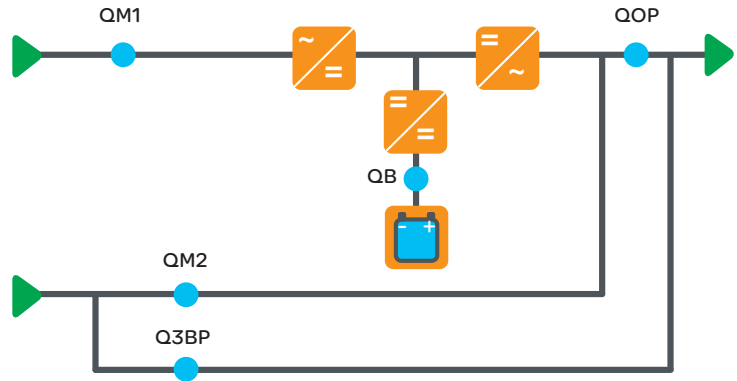 QM1
QOP
~
=
=
~
=
=
QB
- +
QM2
Q3BP